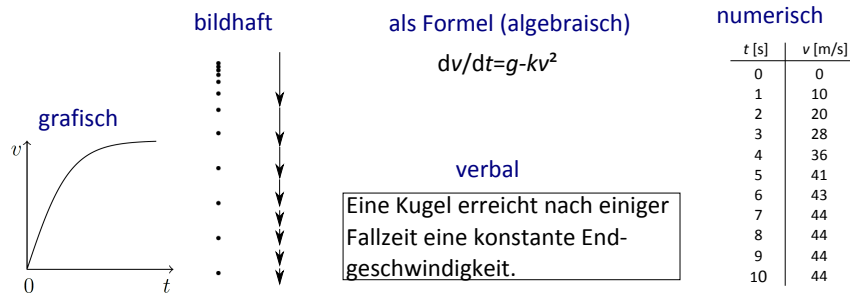 bildhaft
als Formel (algebraisch)
dv/dt=g-kv²
numerisch
t [s] v [m/s]
0 0
1 10
2 20
3 28
4 36
5 41
6 43
7 44
8 44
9 44
10 44
grafisch
v
0 t
verbal
Eine Kugel erreicht nach einiger
Fallzeit eine konstante End-
geschwindigkeit.